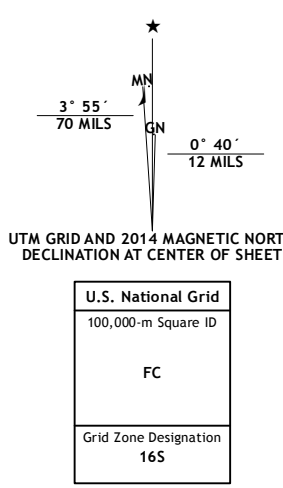 MN
3° 55´
70 MILS
GN
0° 40´
12 MILS
UTM GRID AND 2014 MAGNETIC NORT
DECLINATION AT CENTER OF SHEET
U.S. National Grid
100,000-m Square ID
FC
Grid Zone Designation
16S